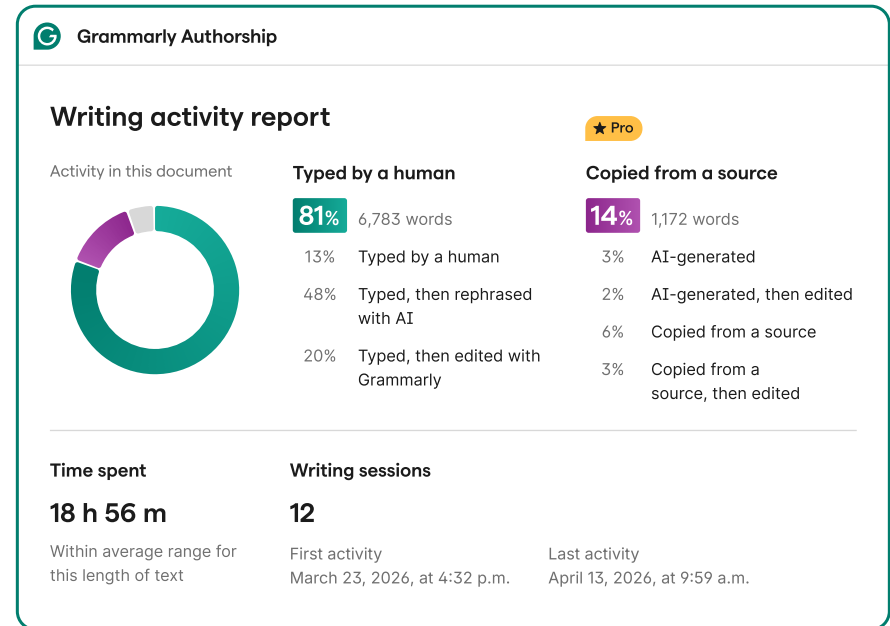 Grammarly Authorship
Writing activity report
Pro
Activity in this document
Typed by a human
81% 6,783 words
13% Typed by a human
48% Typed, then rephrased
with AI
20% Typed, then edited with
Grammarly
Copied from a source
14% 1,172 words
3% AI-generated
2% AI-generated, then edited
6% Copied from a source
3% Copied from a
source, then edited
Time spent
18 h 56 m
Within average range for
this length of text
Writing sessions
12
First activity
March 23, 2026, at 4:32 p.m.
Last activity
April 13, 2026, at 9:59 a.m.